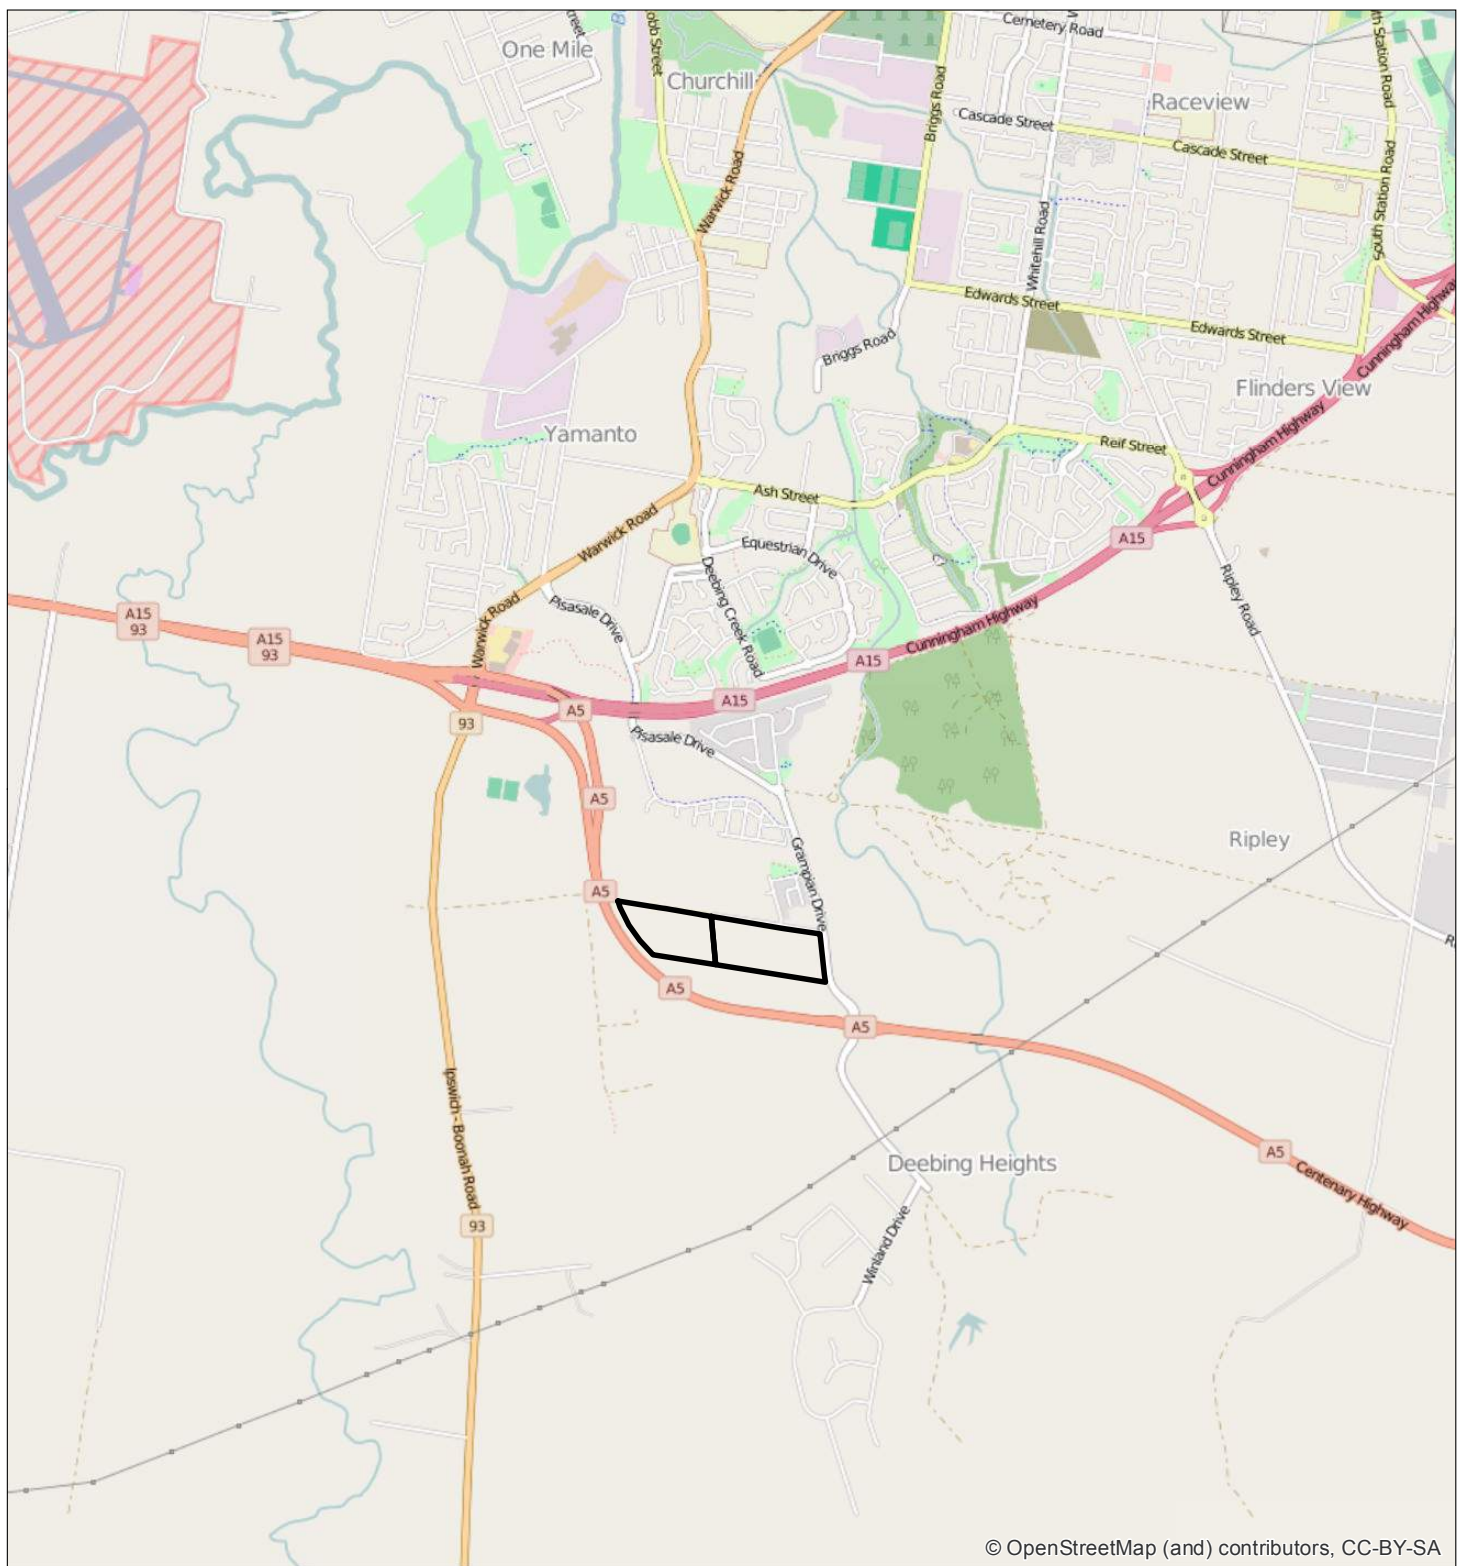 Cemetery Road
One Mile
Churchill
Raceview
Cascade Street
Cascade Street
Briggs Road
South Station Road
Warwick Road
Whitehill Road
Edwards Street
Edwards Street
Briggs Road
Cunningham Highway
Flinders View
Yamanto
Reif Street
Cunningham Highway
Ash Street
Warwick Road
A15
Equestrian Drive
Deebing Creek Road
Ripley Road
Pisasale Drive
Warwick Road
A15
93
A15
93
Cunningham Highway
A15
A15
A5
93
Pisasale Drive
A5
Ripley
Grampian Drive
A5
A5
A5
Ipswich - Boonah Road
Deebing Heights
A5
Centenary Highway
93
Winland Drive
© OpenStreetMap (and) contributors, CC-BY-SA